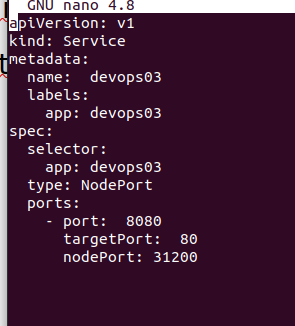 GNU nano 4.8
apiVersion: v1
kind: Service
metadata:
  name:  devops03
  labels:
    app: devops03
spec:
  selector:
    app: devops03
  type: NodePort
  ports:
    - port:  8080
      targetPort:  80
      nodePort: 31200